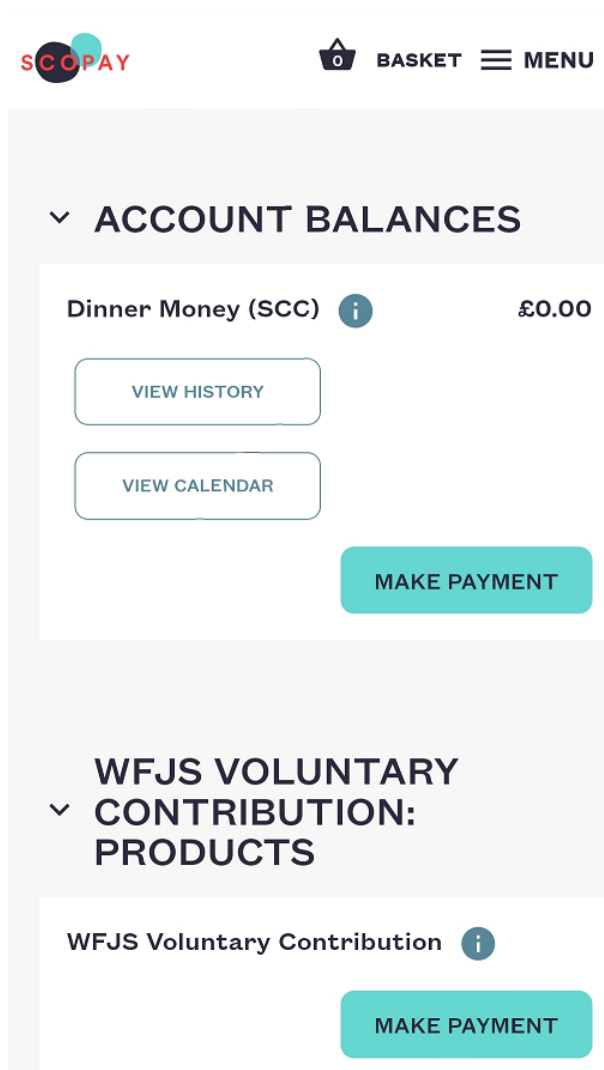 SCOPAY
0 BASKET MENU
ACCOUNT BALANCES
Dinner Money (SCC) i £0.00
VIEW HISTORY
VIEW CALENDAR
MAKE PAYMENT
WFJS VOLUNTARY
CONTRIBUTION:
PRODUCTS
WFJS Voluntary Contribution i
MAKE PAYMENT